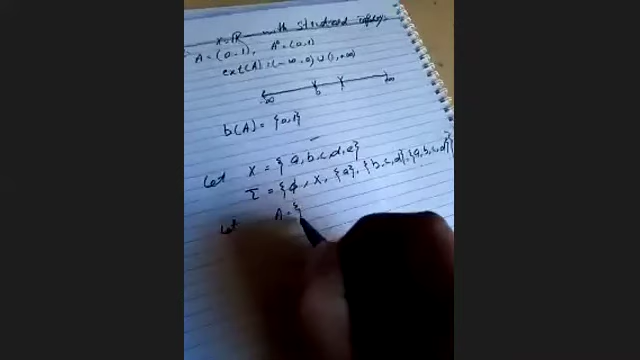 X=R with standard topology
A = (0-1), A° = (0,1)
ext(A) = (-∞,0) ∪ (1,+∞)
-∞ 0 1 +∞
b(A) = {0,1}
Let X = {a,b,c,d,e}
τ = {φ, X, {a}, {b,c,d}, {a,b,c,d}}
Let A = {